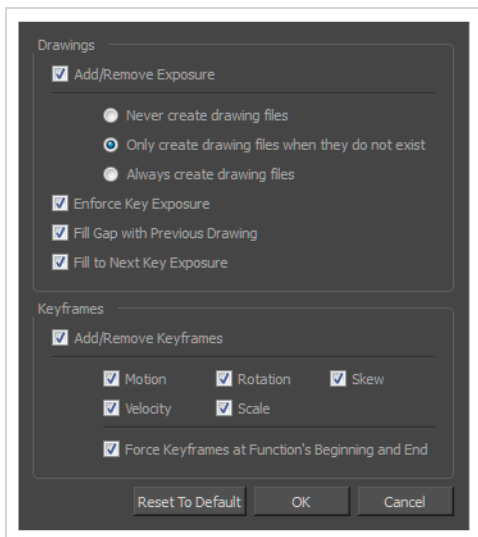 Drawings
Add/Remove Exposure
Never create drawing files
Only create drawing files when they do not exist
Always create drawing files
Enforce Key Exposure
Fill Gap with Previous Drawing
Fill to Next Key Exposure
Keyframes
Add/Remove Keyframes
Motion Rotation Skew
Velocity Scale
Force Keyframes at Function's Beginning and End
Reset To Default OK Cancel